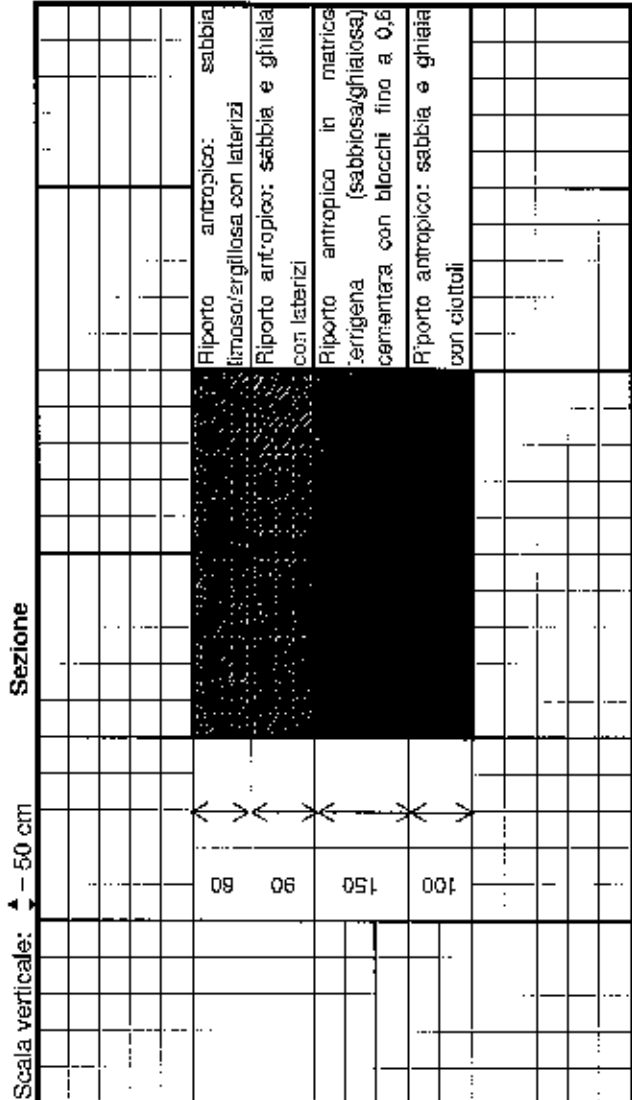 Scala verticale: – 50 cm
Sezione
80
Riporto antropico: sabbia
limoso/argillosa con laterizi
90
Riporto antropico: sabbia e ghiaia
con laterizi
150
Riporto antropico in matrice
terrigena (sabbiosa/ghiaiosa)
cementata con blocchi fino a 0,6
100
Riporto antropico: sabbia e ghiaia
con ciottoli